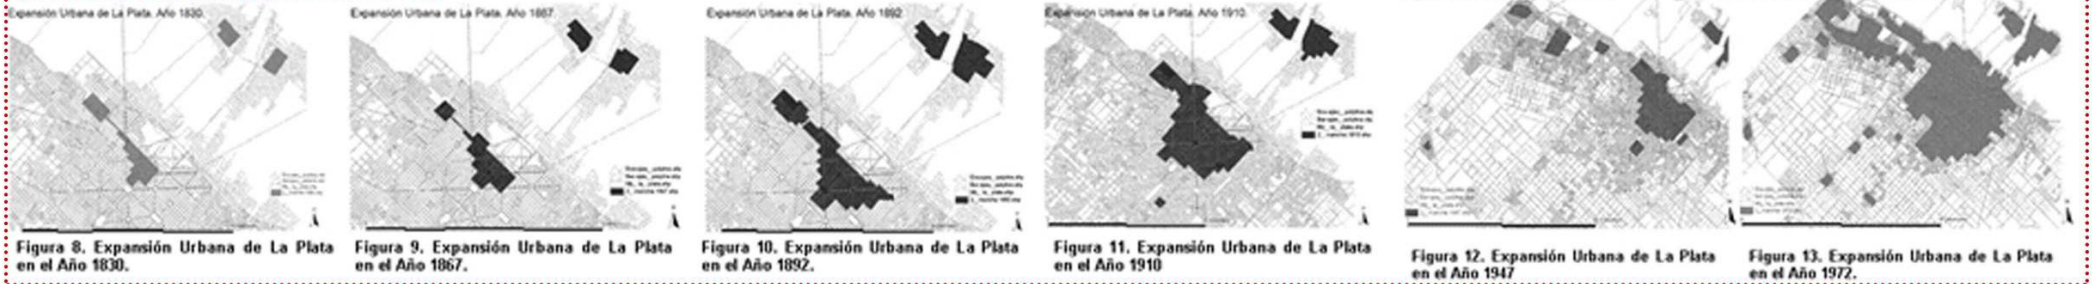 Expansión Urbana de La Plata. Año 1830.
Expansión Urbana de La Plata. Año 1867
Expansión Urbana de La Plata. Año 1892
Expansión Urbana de La Plata. Año 1910.
Figura 8. Expansión Urbana de La Plata
en el Año 1830.
Figura 9. Expansión Urbana de La Plata
en el Año 1867.
Figura 10. Expansión Urbana de La Plata
en el Año 1892.
Figura 11. Expansión Urbana de La Plata
en el Año 1910
Figura 12. Expansión Urbana de La Plata
en el Año 1947
Figura 13. Expansión Urbana de La Plata
en el Año 1972.